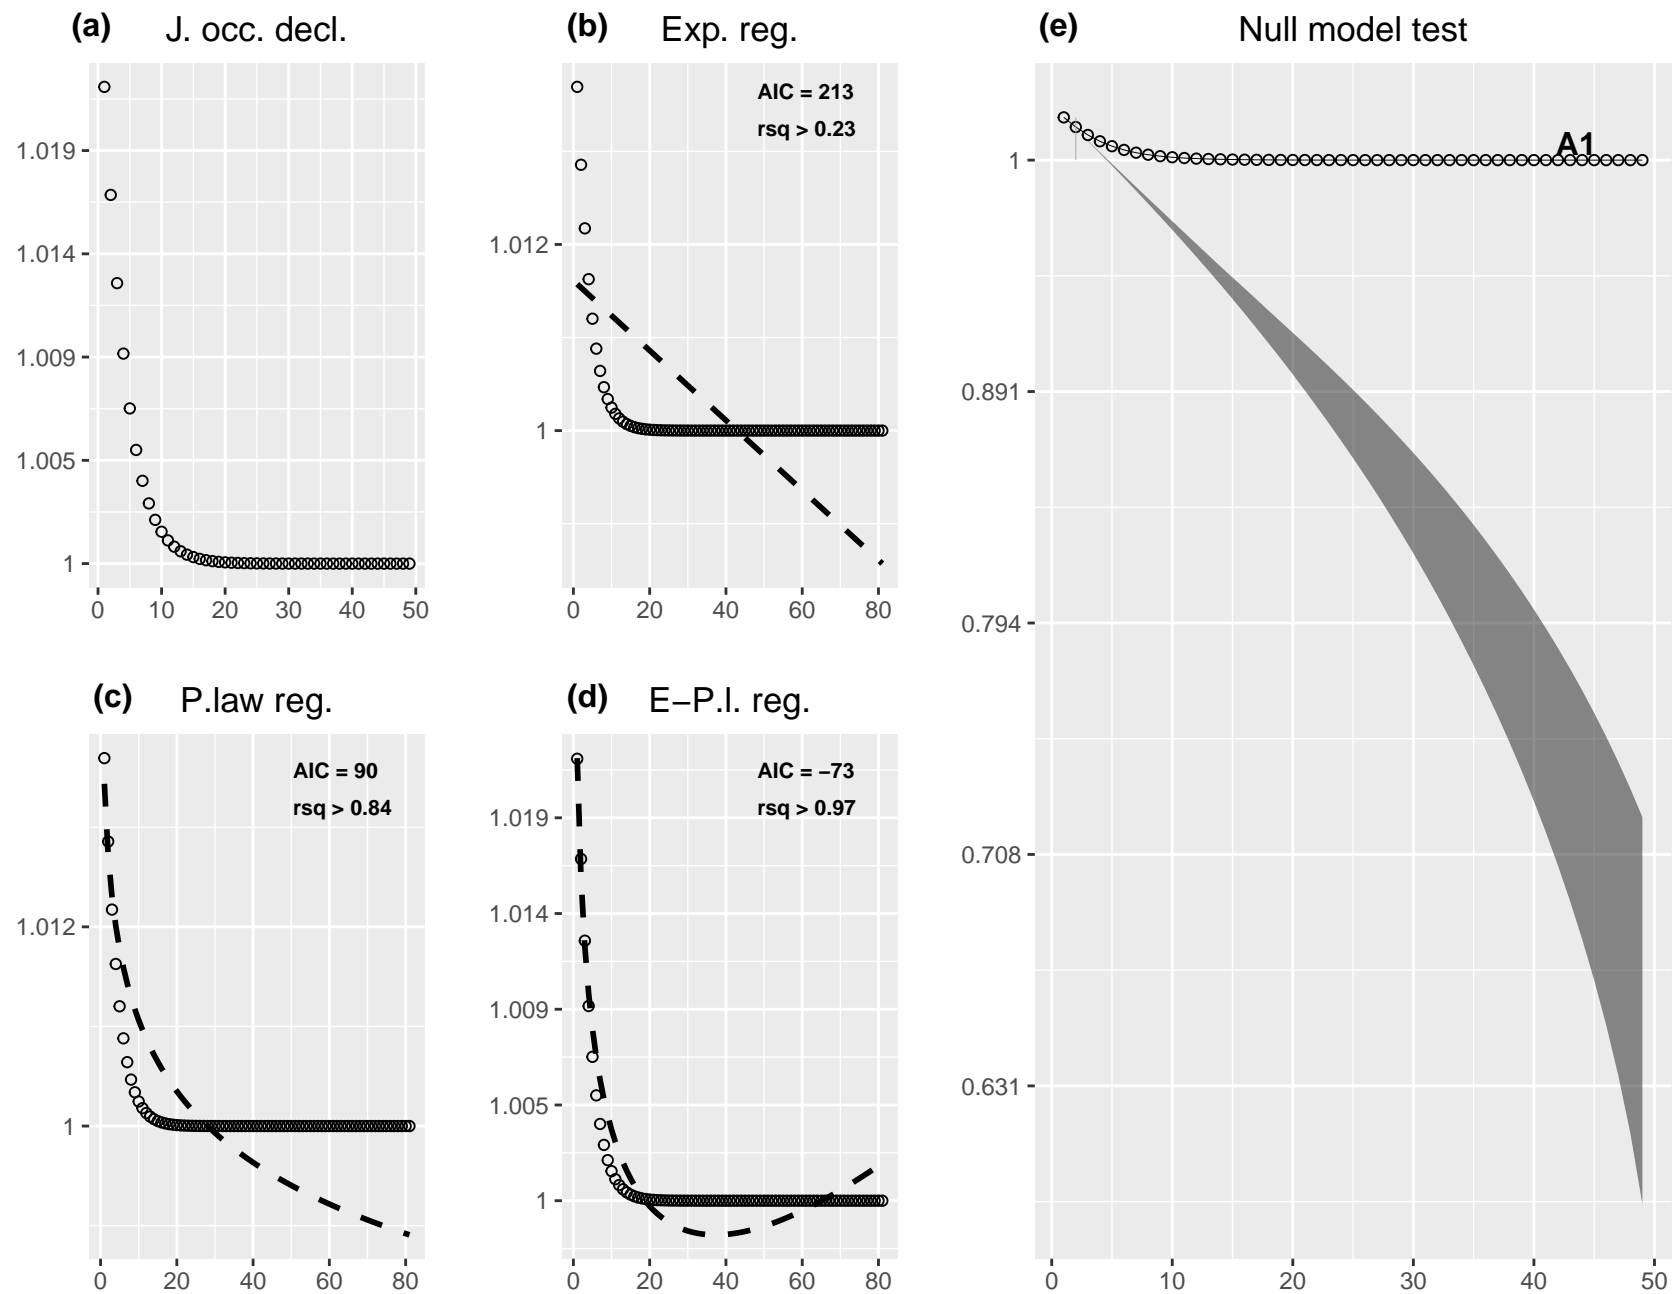 (a) J. occ. decl.
1.019
1.014
1.009
1.005
1
0 10 20 30 40 50
(b) Exp. reg.
AIC = 213
rsq > 0.23
1.012
1
0 20 40 60 80
(c) P.law reg.
AIC = 90
rsq > 0.84
1.012
1
0 20 40 60 80
(d) E−P.l. reg.
AIC = −73
rsq > 0.97
1.019
1.014
1.009
1.005
1
0 20 40 60 80
(e) Null model test
A1
1
0.891
0.794
0.708
0.631
0 10 20 30 40 50